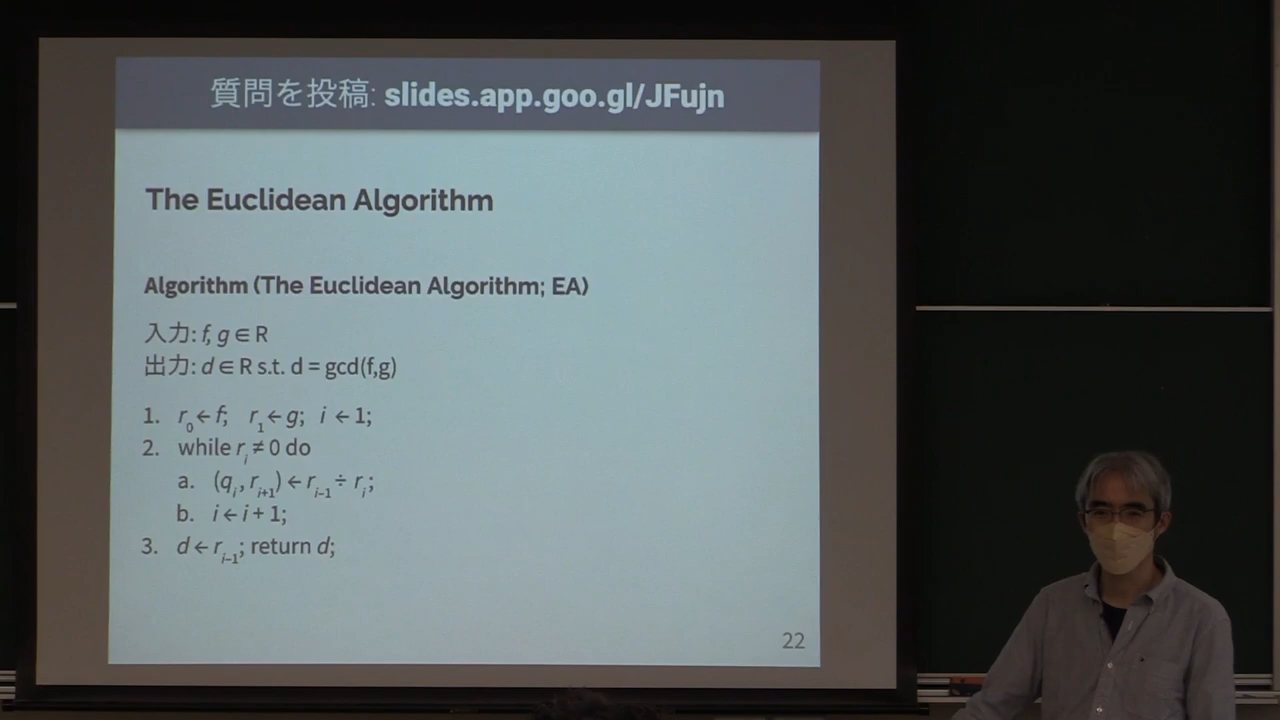 質問を投稿: slides.app.goo.gl/JFujn
The Euclidean Algorithm
Algorithm (The Euclidean Algorithm; EA)
入力: f, g ∈ R
出力: d ∈ R s.t. d = gcd(f,g)
1. r₀ ← f; r₁ ← g; i ← 1;
2. while rᵢ ≠ 0 do
a. (qᵢ, rᵢ₊₁) ← rᵢ₋₁ ÷ rᵢ;
b. i ← i + 1;
3. d ← rᵢ₋₁; return d;
22